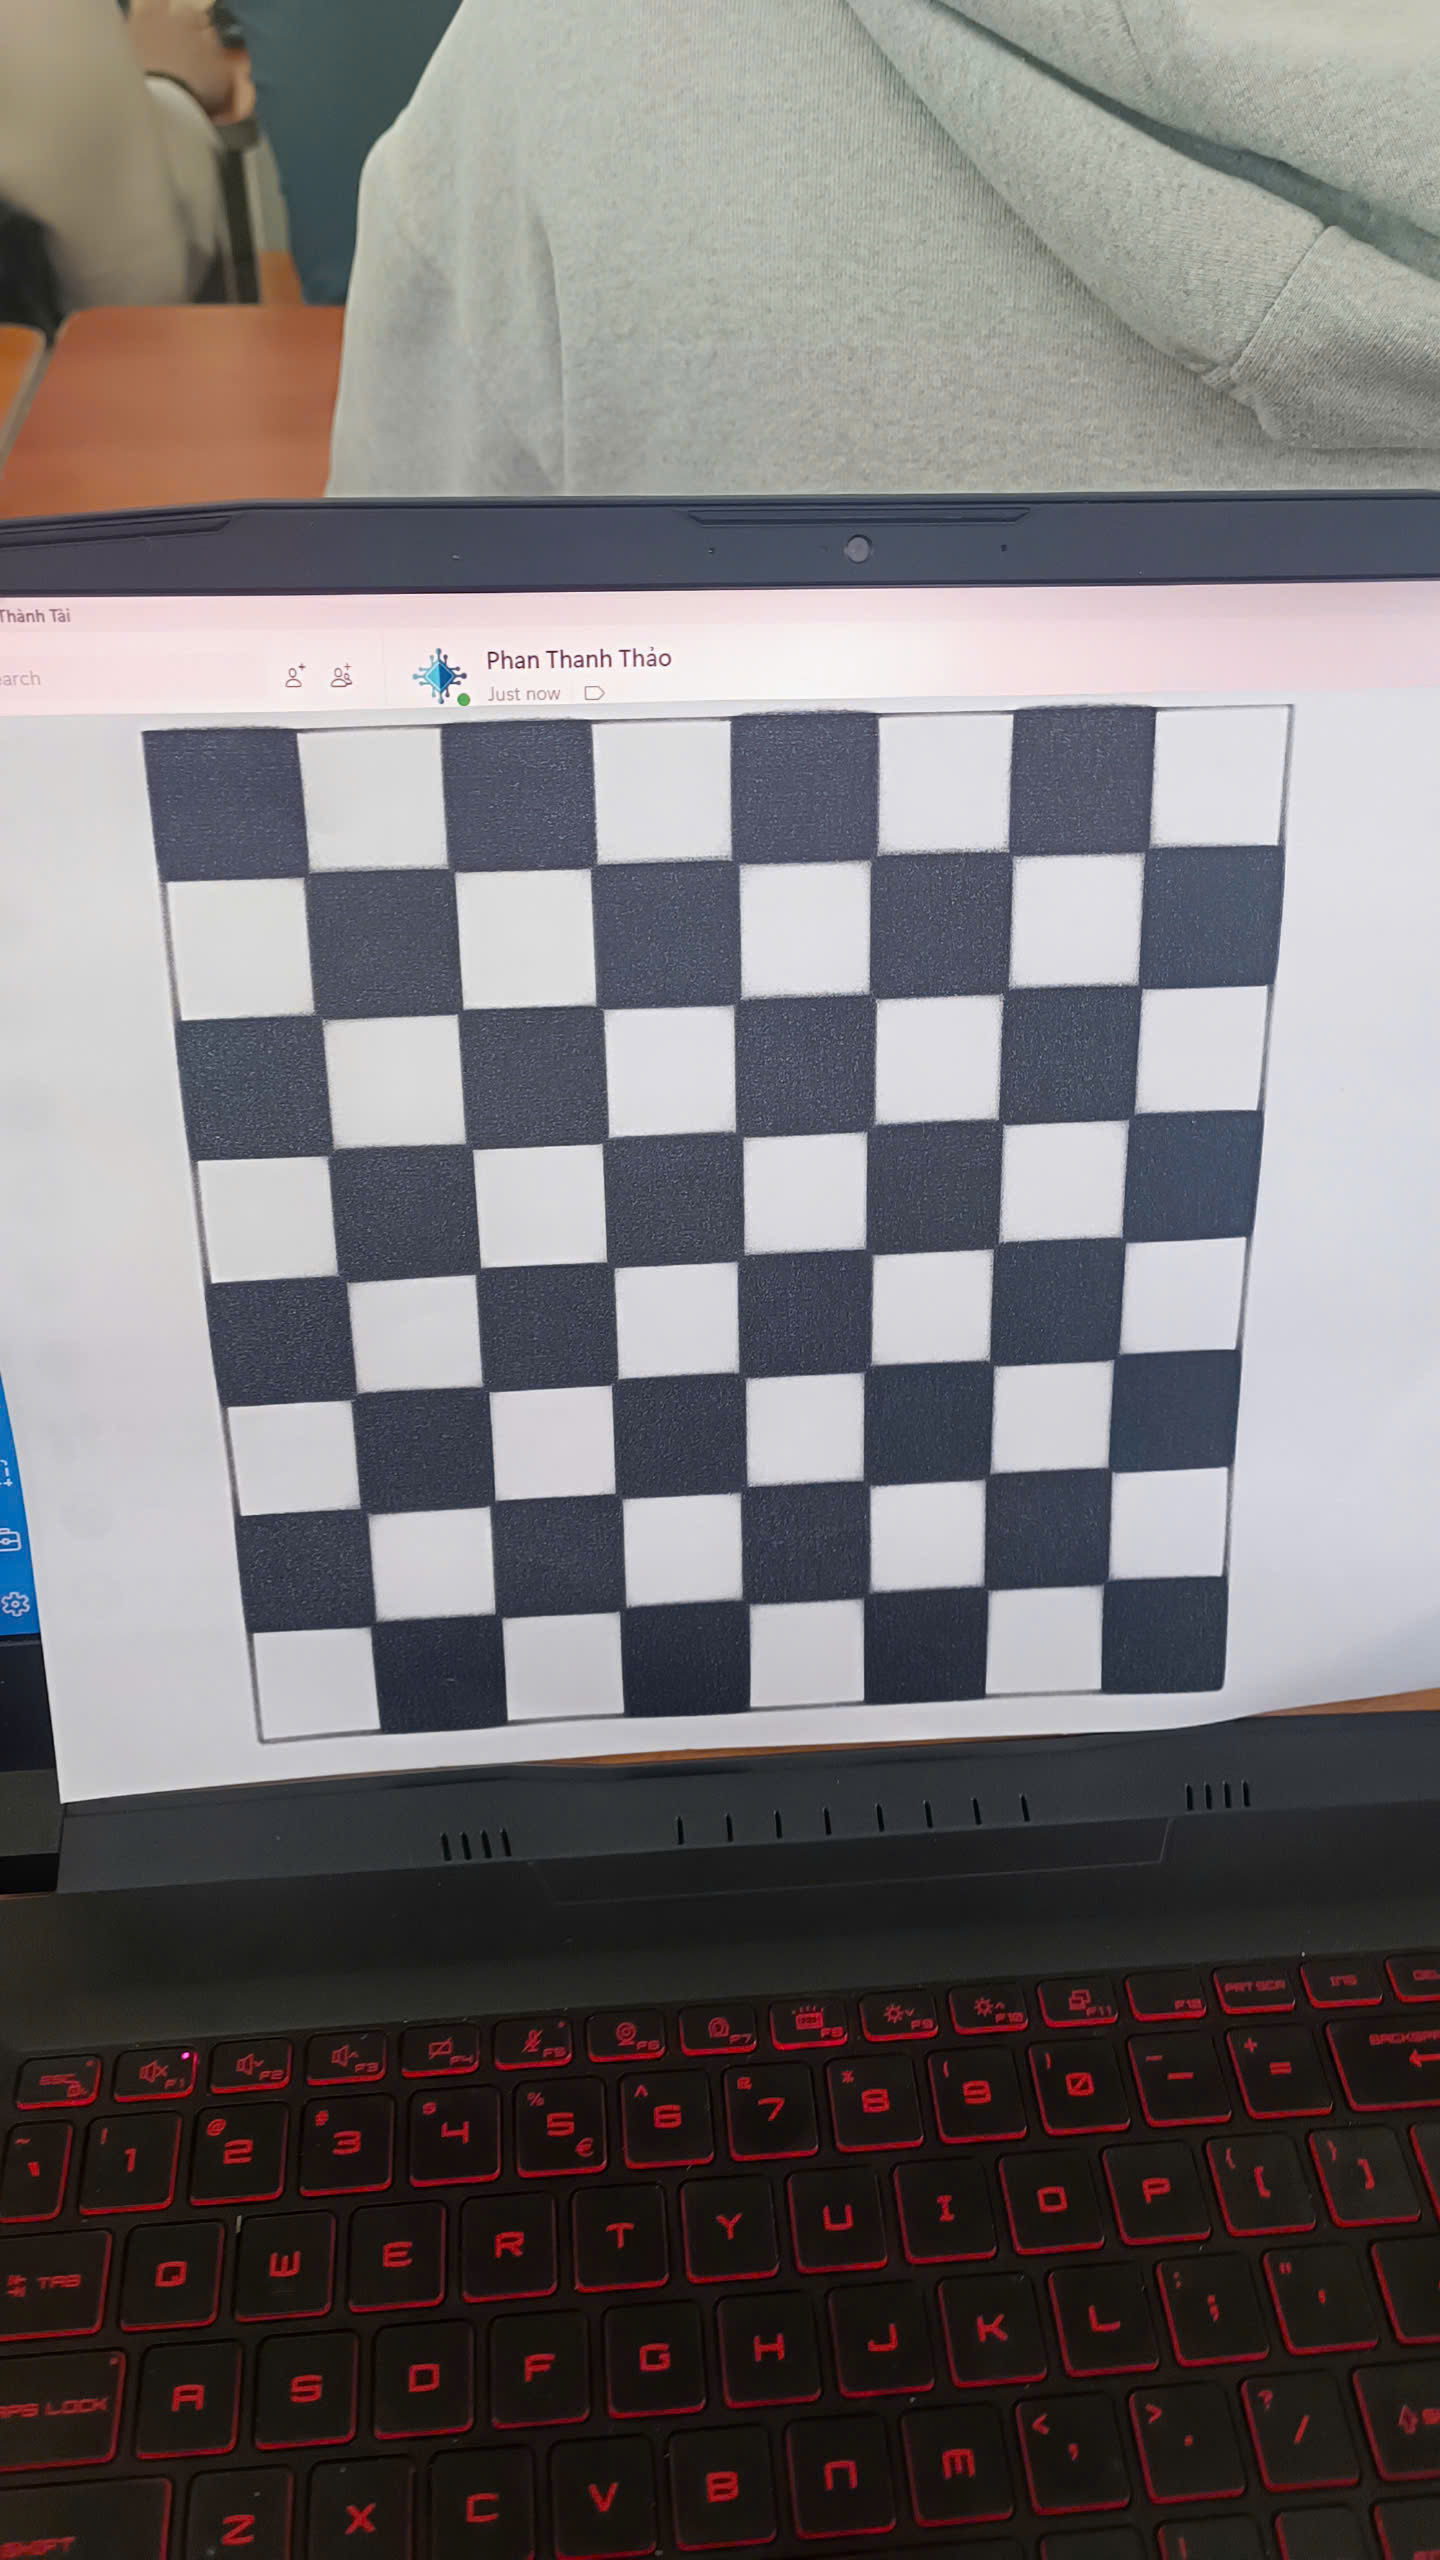 Thành Tài
earch
Phan Thanh Thảo
Just now
ESC F1 F2 F3 F4 F5 F6 F7 F8 F9 F10 F11 F12 PRT SCR INS DEL
~ ! 1 @ 2 # 3 $ 4 % 5 € ^ 6 & 7 * 8 ( 9 ) 0 _ - + = BACKSPA
TAB Q W E R T Y U I O P { [ } ]
APS LOCK A S D F G H J K L : ; " '
SHIFT Z X C V B N M < , > . ? /